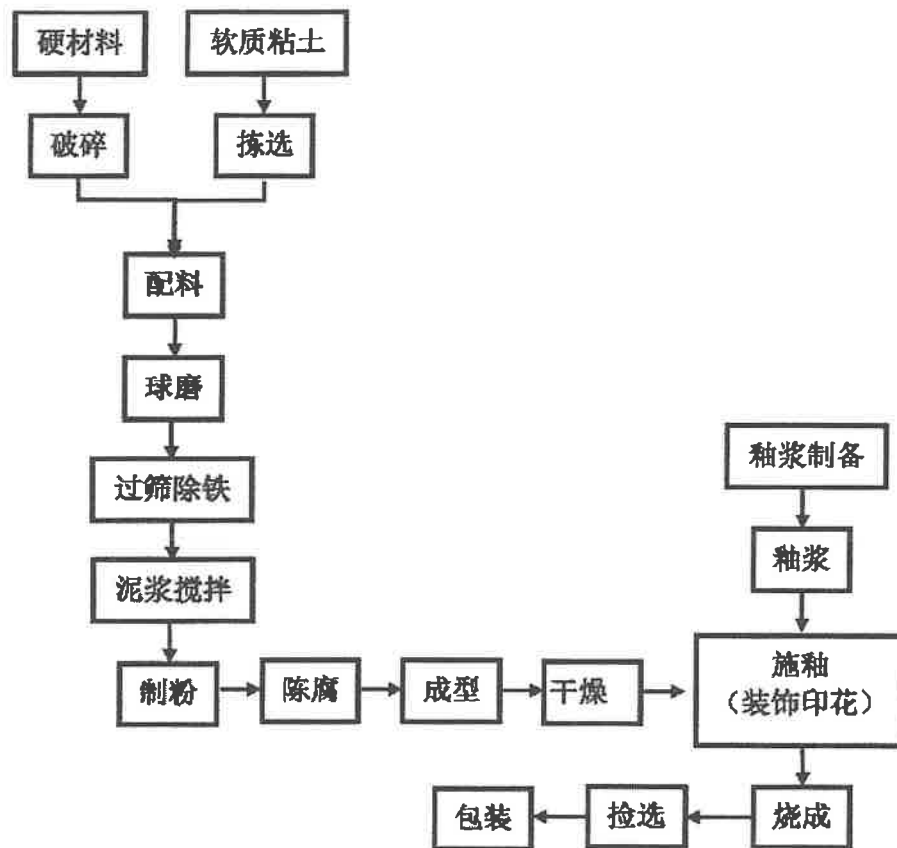 硬材料
软质粘土
破碎
拣选
配料
球磨
过筛除铁
釉浆制备
泥浆搅拌
釉浆
制粉
陈腐
成型
干燥
施釉
（装饰印花）
包装
捡选
烧成